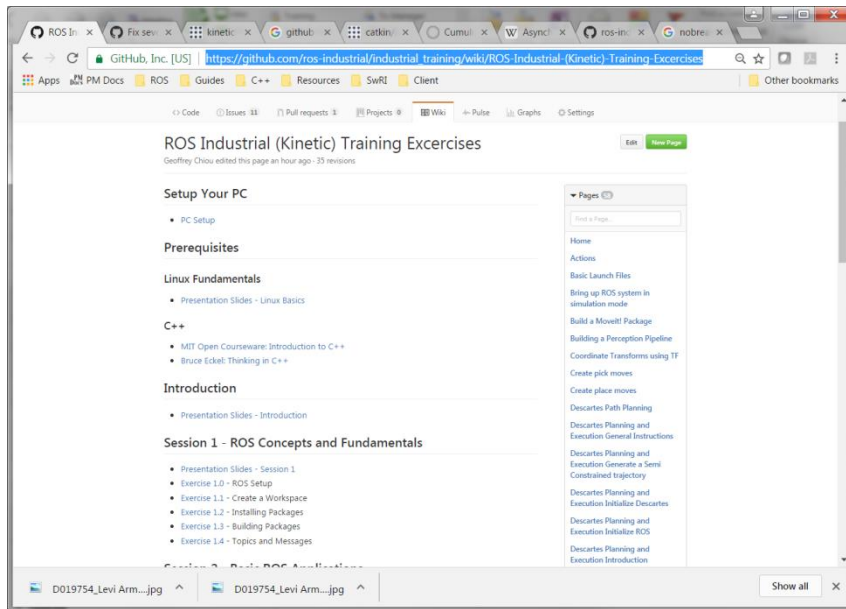 ROS In
Fix sev
kinetic
github
catkin/
Cumul
Asyncl
ros-in
nobre
GitHub, Inc. [US]
https://github.com/ros-industrial/industrial_training/wiki/ROS-Industrial-(Kinetic)-Training-Excercises
Apps
PM Docs
ROS
Guides
C++
Resources
SwRI
Client
Other bookmarks
Code
Issues 11
Pull requests 3
Projects 0
Wiki
Pulse
Graphs
Settings
ROS Industrial (Kinetic) Training Excercises
Edit
New Page
Geoffrey Chiou edited this page an hour ago · 35 revisions
Setup Your PC
PC Setup
Prerequisites
Linux Fundamentals
Presentation Slides - Linux Basics
C++
MIT Open Courseware: Introduction to C++
Bruce Eckel: Thinking in C++
Introduction
Presentation Slides - Introduction
Session 1 - ROS Concepts and Fundamentals
Presentation Slides - Session 1
Exercise 1.0 - ROS Setup
Exercise 1.1 - Create a Workspace
Exercise 1.2 - Installing Packages
Exercise 1.3 - Building Packages
Exercise 1.4 - Topics and Messages
Session 2 - Basic ROS Applications
Pages
Find a Page...
Home
Actions
Basic Launch Files
Bring up ROS system in
simulation mode
Build a MoveIt! Package
Building a Perception Pipeline
Coordinate Transforms using TF
Create pick moves
Create place moves
Descartes Path Planning
Descartes Planning and
Execution General Instructions
Descartes Planning and
Execution Generate a Semi
Constrained trajectory
Descartes Planning and
Execution Initialize Descartes
Descartes Planning and
Execution Initialize ROS
Descartes Planning and
Execution Introduction
D019754_Levi Arm....jpg
D019754_Levi Arm....jpg
Show all